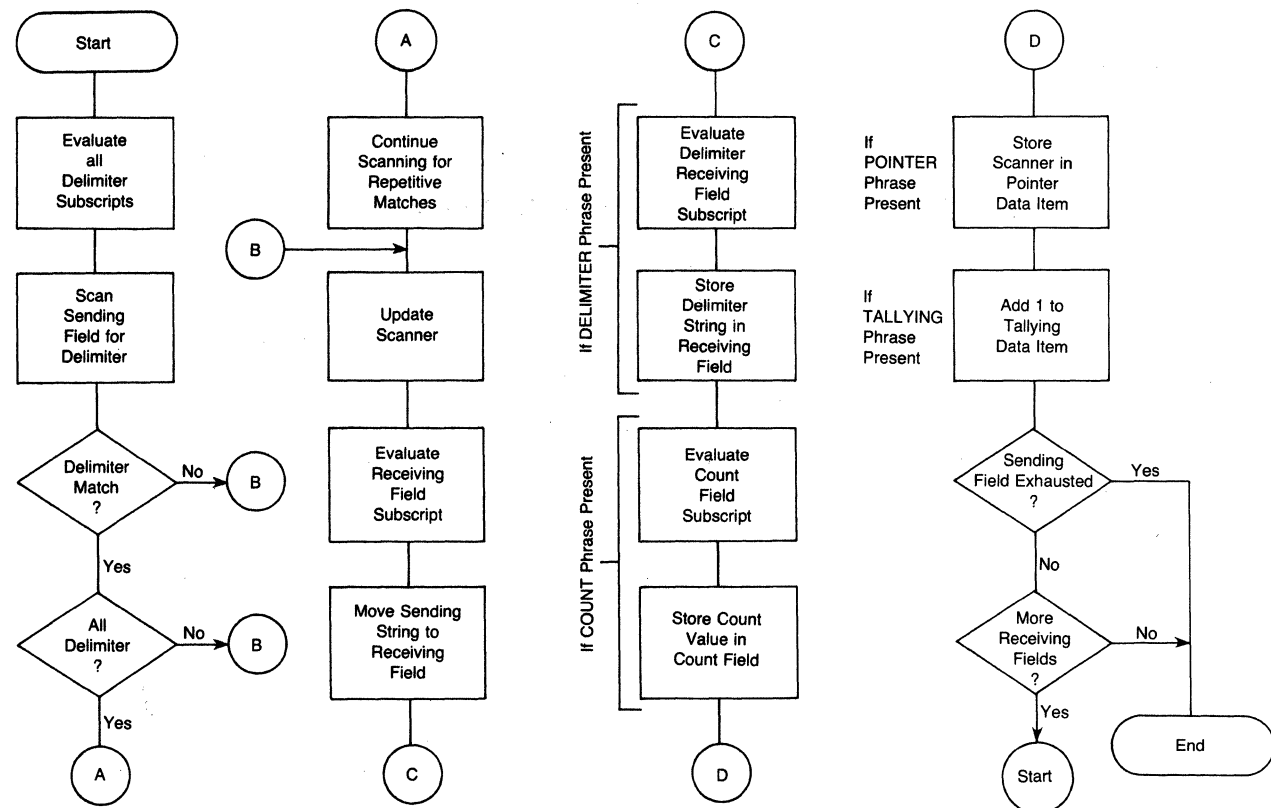 Start
Evaluate
all
Delimiter
Subscripts
Scan
Sending
Field for
Delimiter
Delimiter
Match
?
No
B
Yes
All
Delimiter
?
No
B
Yes
A
A
Continue
Scanning for
Repetitive
Matches
B
Update
Scanner
Evaluate
Receiving
Field
Subscript
Move Sending
String to
Receiving
Field
C
C
If DELIMITER Phrase Present
Evaluate
Delimiter
Receiving
Field
Subscript
Store
Delimiter
String in
Receiving
Field
If COUNT Phrase Present
Evaluate
Count
Field
Subscript
Store Count
Value in
Count Field
D
D
If
POINTER
Phrase
Present
Store
Scanner in
Pointer
Data Item
If
TALLYING
Phrase
Present
Add 1 to
Tallying
Data Item
Sending
Field Exhausted
?
Yes
No
More
Receiving
Fields
?
No
Yes
Start
End